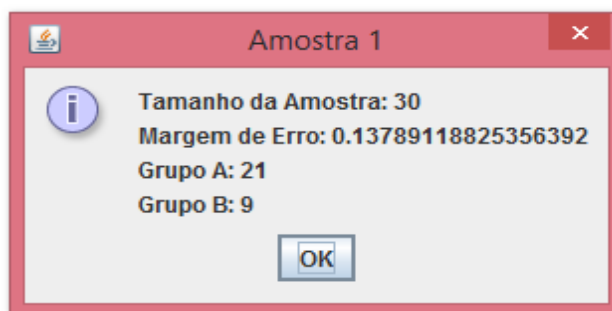 Amostra 1
Tamanho da Amostra: 30
Margem de Erro: 0.13789118825356392
Grupo A: 21
Grupo B: 9
OK